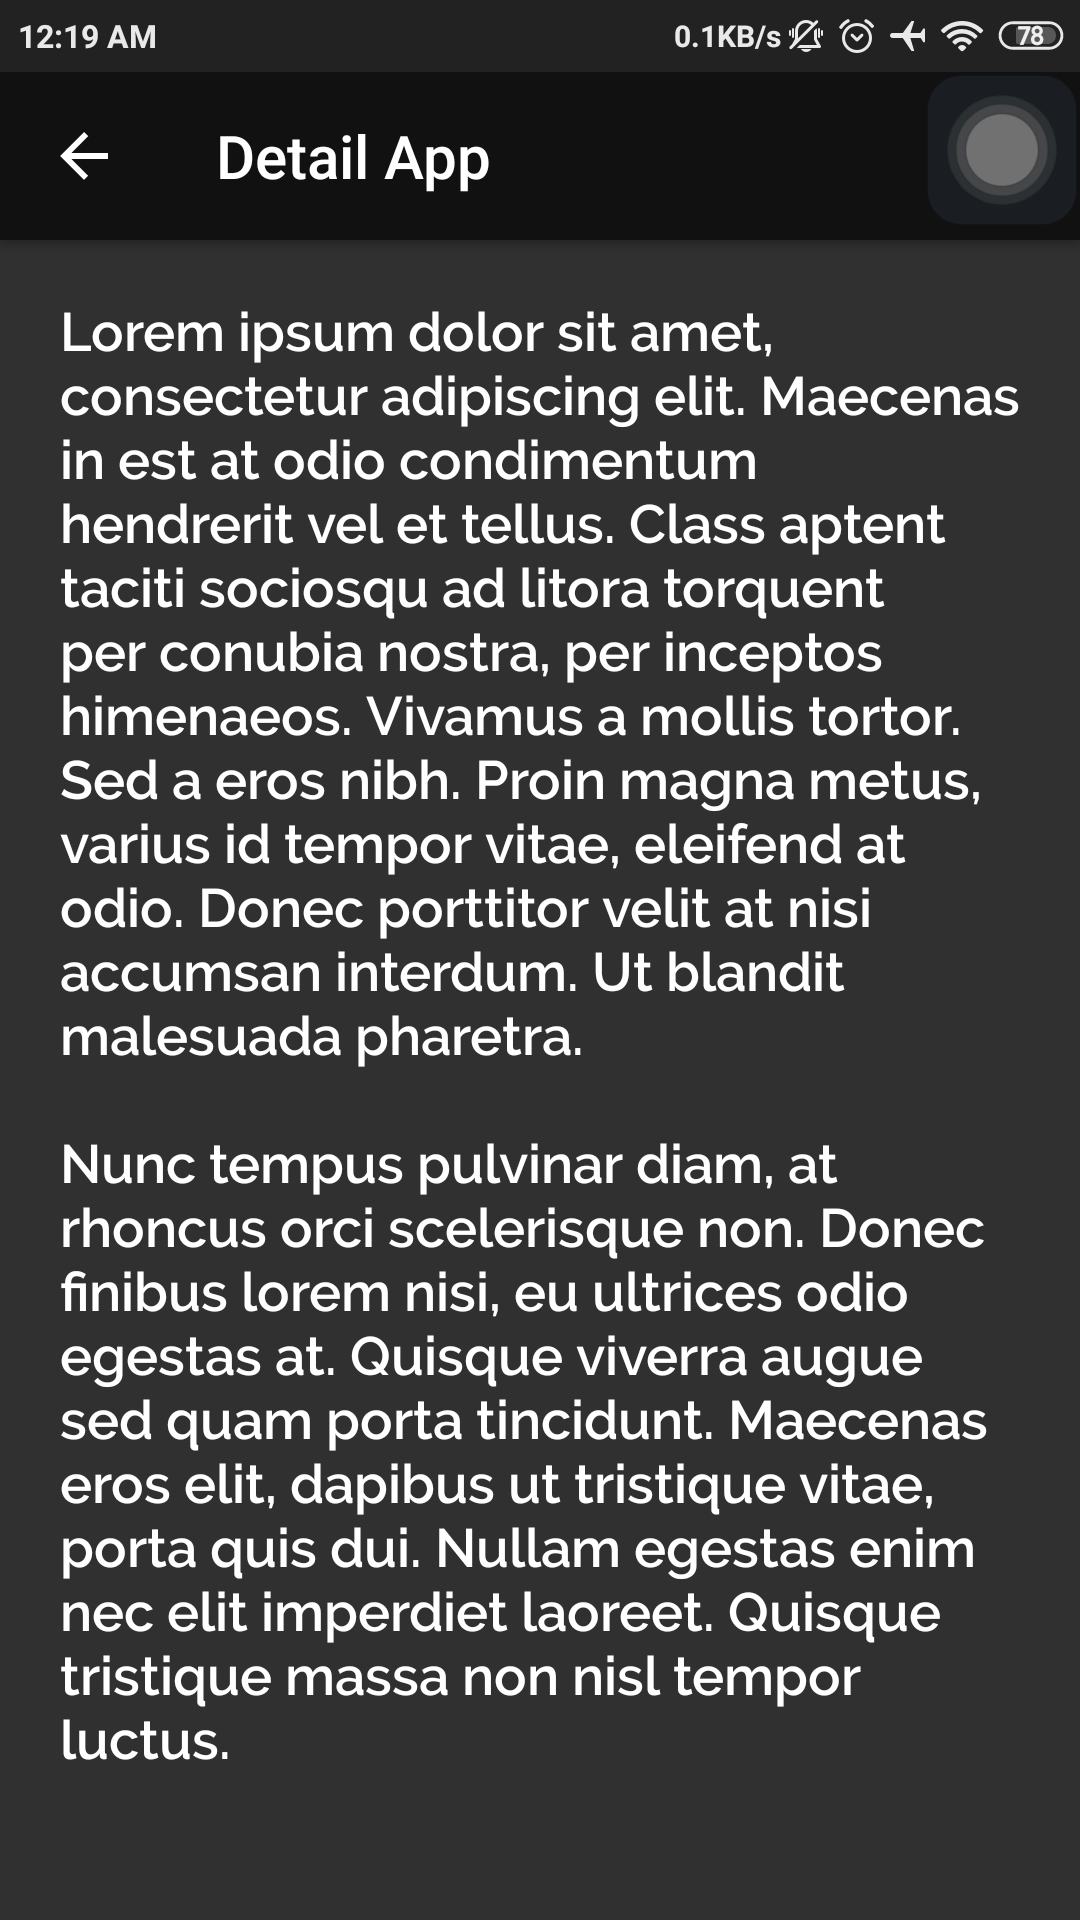 12:19 AM 0.1KB/s 78
Detail App
Lorem ipsum dolor sit amet,
consectetur adipiscing elit. Maecenas
in est at odio condimentum
hendrerit vel et tellus. Class aptent
taciti sociosqu ad litora torquent
per conubia nostra, per inceptos
himenaeos. Vivamus a mollis tortor.
Sed a eros nibh. Proin magna metus,
varius id tempor vitae, eleifend at
odio. Donec porttitor velit at nisi
accumsan interdum. Ut blandit
malesuada pharetra.
Nunc tempus pulvinar diam, at
rhoncus orci scelerisque non. Donec
finibus lorem nisi, eu ultrices odio
egestas at. Quisque viverra augue
sed quam porta tincidunt. Maecenas
eros elit, dapibus ut tristique vitae,
porta quis dui. Nullam egestas enim
nec elit imperdiet laoreet. Quisque
tristique massa non nisl tempor
luctus.